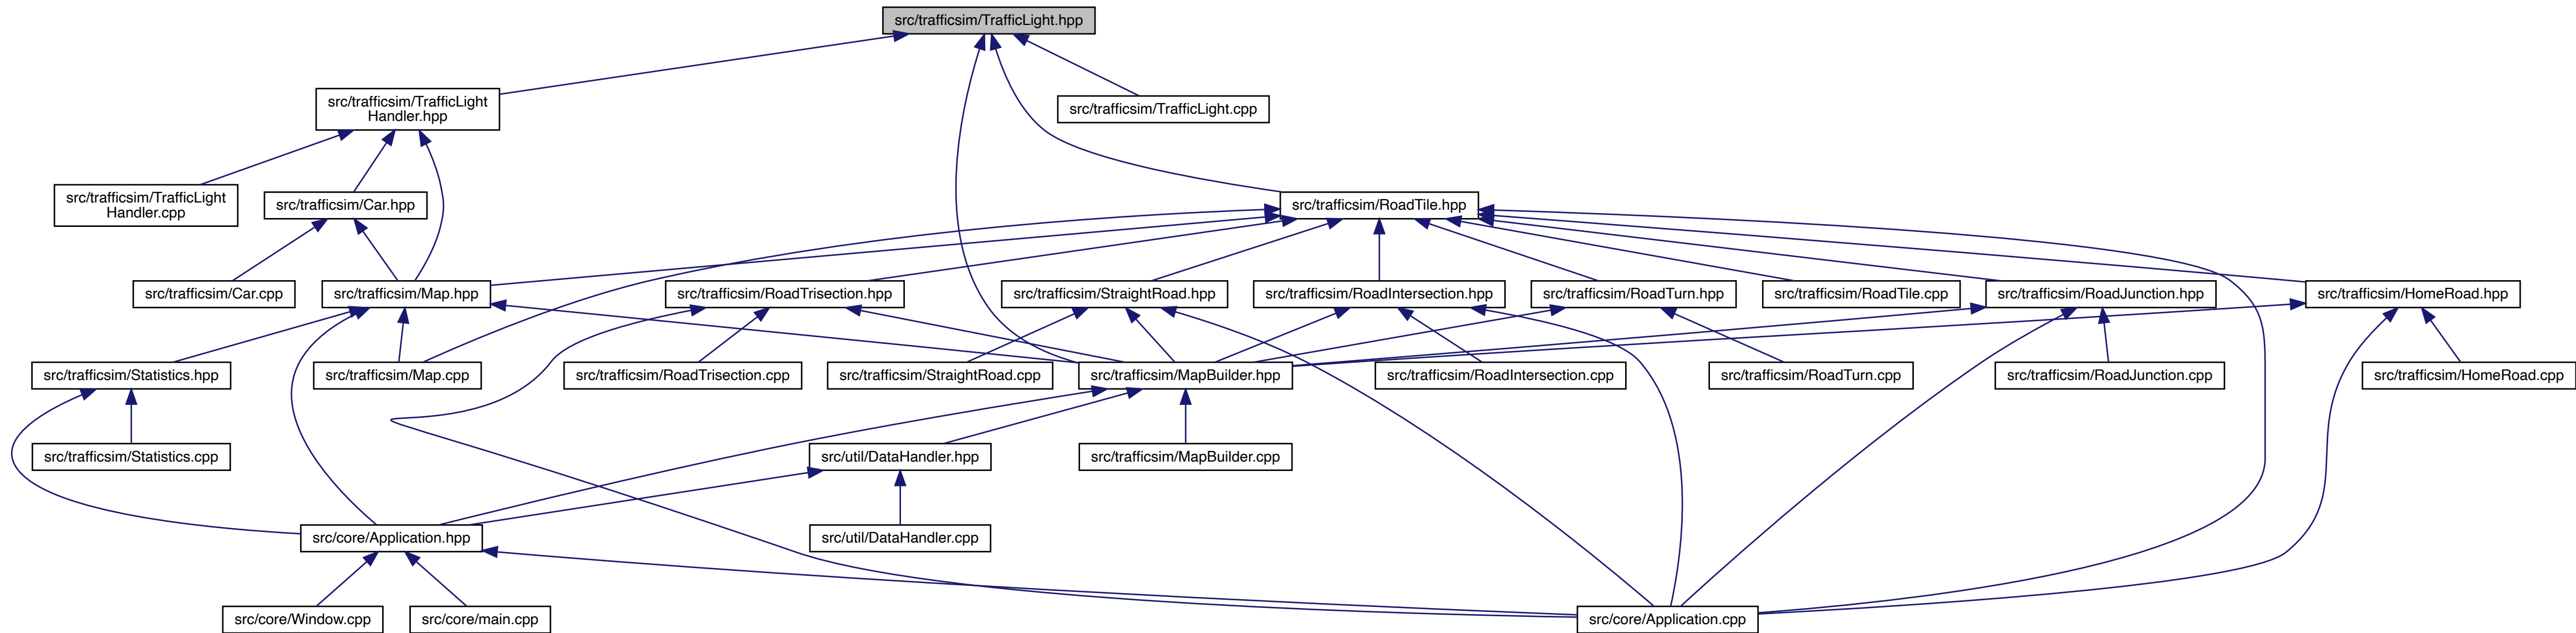 src/trafficsim/TrafficLight.hpp
src/trafficsim/TrafficLight
Handler.hpp
src/trafficsim/TrafficLight.cpp
src/trafficsim/TrafficLight
Handler.cpp
src/trafficsim/Car.hpp
src/trafficsim/RoadTile.hpp
src/trafficsim/Car.cpp
src/trafficsim/Map.hpp
src/trafficsim/RoadTrisection.hpp
src/trafficsim/StraightRoad.hpp
src/trafficsim/RoadIntersection.hpp
src/trafficsim/RoadTurn.hpp
src/trafficsim/RoadTile.cpp
src/trafficsim/RoadJunction.hpp
src/trafficsim/HomeRoad.hpp
src/trafficsim/Statistics.hpp
src/trafficsim/Map.cpp
src/trafficsim/RoadTrisection.cpp
src/trafficsim/StraightRoad.cpp
src/trafficsim/MapBuilder.hpp
src/trafficsim/RoadIntersection.cpp
src/trafficsim/RoadTurn.cpp
src/trafficsim/RoadJunction.cpp
src/trafficsim/HomeRoad.cpp
src/trafficsim/Statistics.cpp
src/util/DataHandler.hpp
src/trafficsim/MapBuilder.cpp
src/core/Application.hpp
src/util/DataHandler.cpp
src/core/Window.cpp
src/core/main.cpp
src/core/Application.cpp